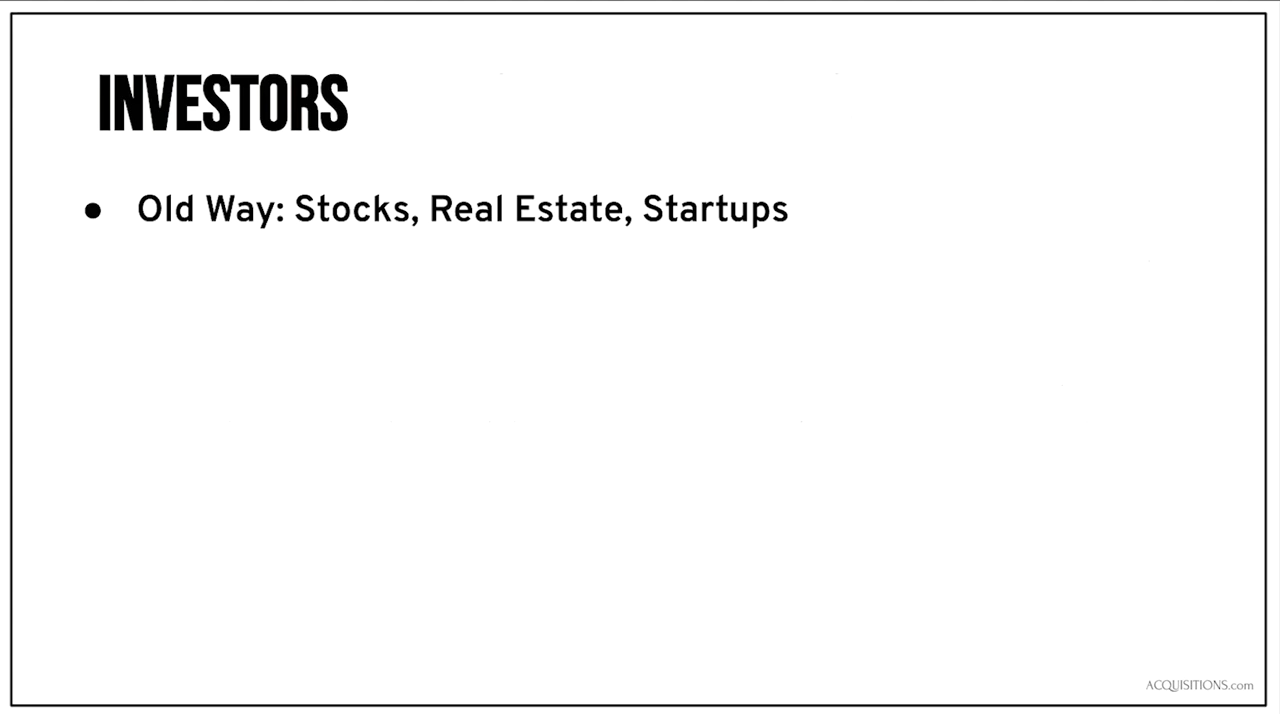 INVESTORS
● Old Way: Stocks, Real Estate, Startups
ACQUISITIONS.com